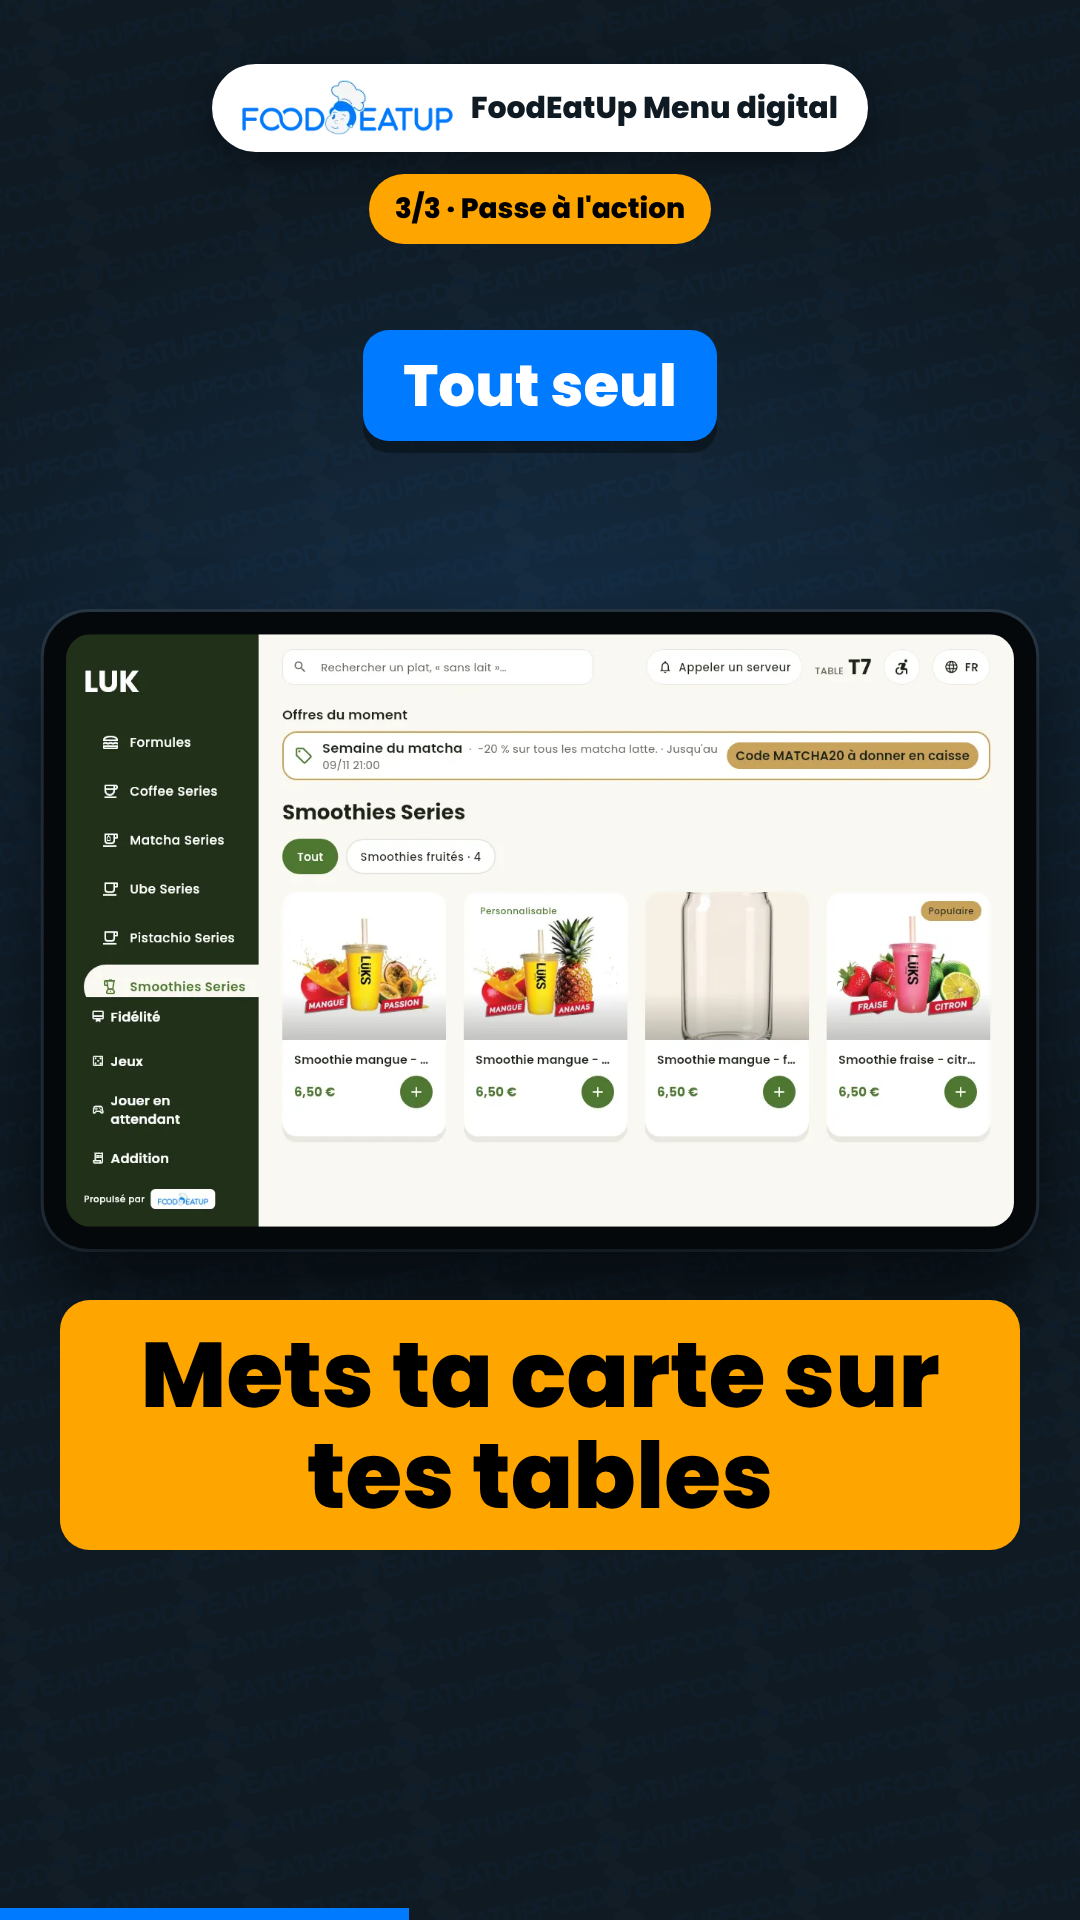 FOOD EATUP FoodEatUp Menu digital
3/3 · Passe à l'action
Tout seul
LUK
Formules
Coffee Series
Matcha Series
Ube Series
Pistachio Series
Smoothies Series
Fidélité
Jeux
Jouer en
attendant
Addition
Propulsé par FOOD EATUP
Rechercher un plat, « sans lait »...
Appeler un serveur
TABLE T7
FR
Offres du moment
Semaine du matcha · -20 % sur tous les matcha latte. · Jusqu'au
09/11 21:00
Code MATCHA20 à donner en caisse
Smoothies Series
Tout
Smoothies fruités · 4
LUKS
MANGUE
PASSION
Smoothie mangue - ...
6,50 €
Personnalisable
LUKS
MANGUE
ANANAS
Smoothie mangue - ...
6,50 €
Smoothie mangue - f...
6,50 €
Populaire
LUKS
FRAISE
CITRON
Smoothie fraise - citr...
6,50 €
Mets ta carte sur
tes tables